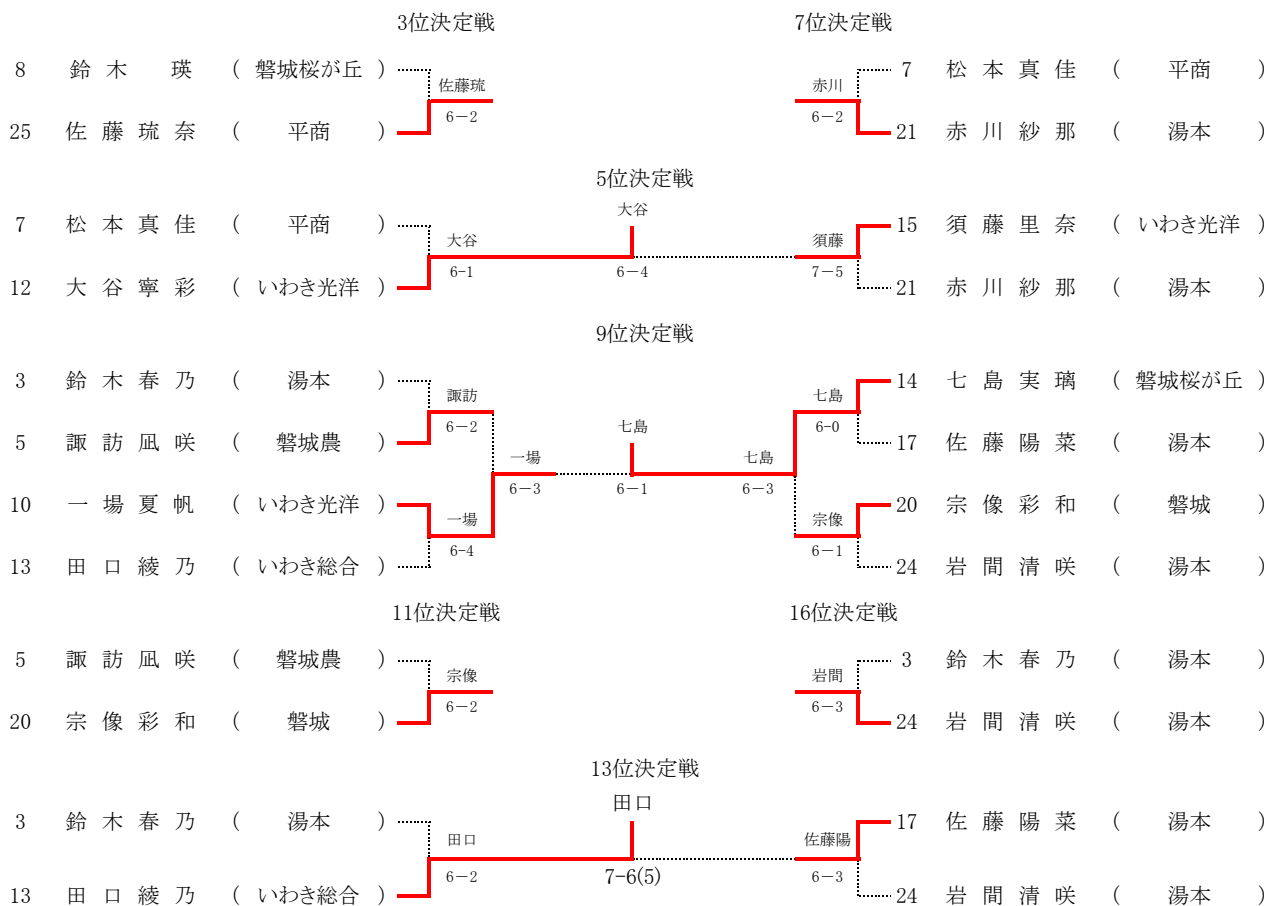 3位決定戦 7位決定戦
8 鈴木 瑛 ( 磐城桜が丘 ) 7 松本真佳 ( 平商 )
佐藤琉 赤川
6－2 6－2
25 佐藤琉奈 ( 平商 ) 21 赤川紗那 ( 湯本 )
5位決定戦
大谷
7 松本真佳 ( 平商 ) 15 須藤里奈 ( いわき光洋 )
大谷 須藤
6-1 6－4 7－5
12 大谷寧彩 ( いわき光洋 ) 21 赤川紗那 ( 湯本 )
9位決定戦
3 鈴木春乃 ( 湯本 ) 14 七島実璃 ( 磐城桜が丘 )
諏訪 七島
6－2 七島 6-0
5 諏訪凪咲 ( 磐城農 ) 17 佐藤陽菜 ( 湯本 )
一場 七島
6－3 6－1 6－3
10 一場夏帆 ( いわき光洋 ) 20 宗像彩和 ( 磐城 )
一場 宗像
6-4 6－1
13 田口綾乃 ( いわき総合 ) 24 岩間清咲 ( 湯本 )
11位決定戦 16位決定戦
5 諏訪凪咲 ( 磐城農 ) 3 鈴木春乃 ( 湯本 )
宗像 岩間
6－2 6－3
20 宗像彩和 ( 磐城 ) 24 岩間清咲 ( 湯本 )
13位決定戦
田口
3 鈴木春乃 ( 湯本 ) 17 佐藤陽菜 ( 湯本 )
田口 佐藤陽
6－2 7-6(5) 6－3
13 田口綾乃 ( いわき総合 ) 24 岩間清咲 ( 湯本 )